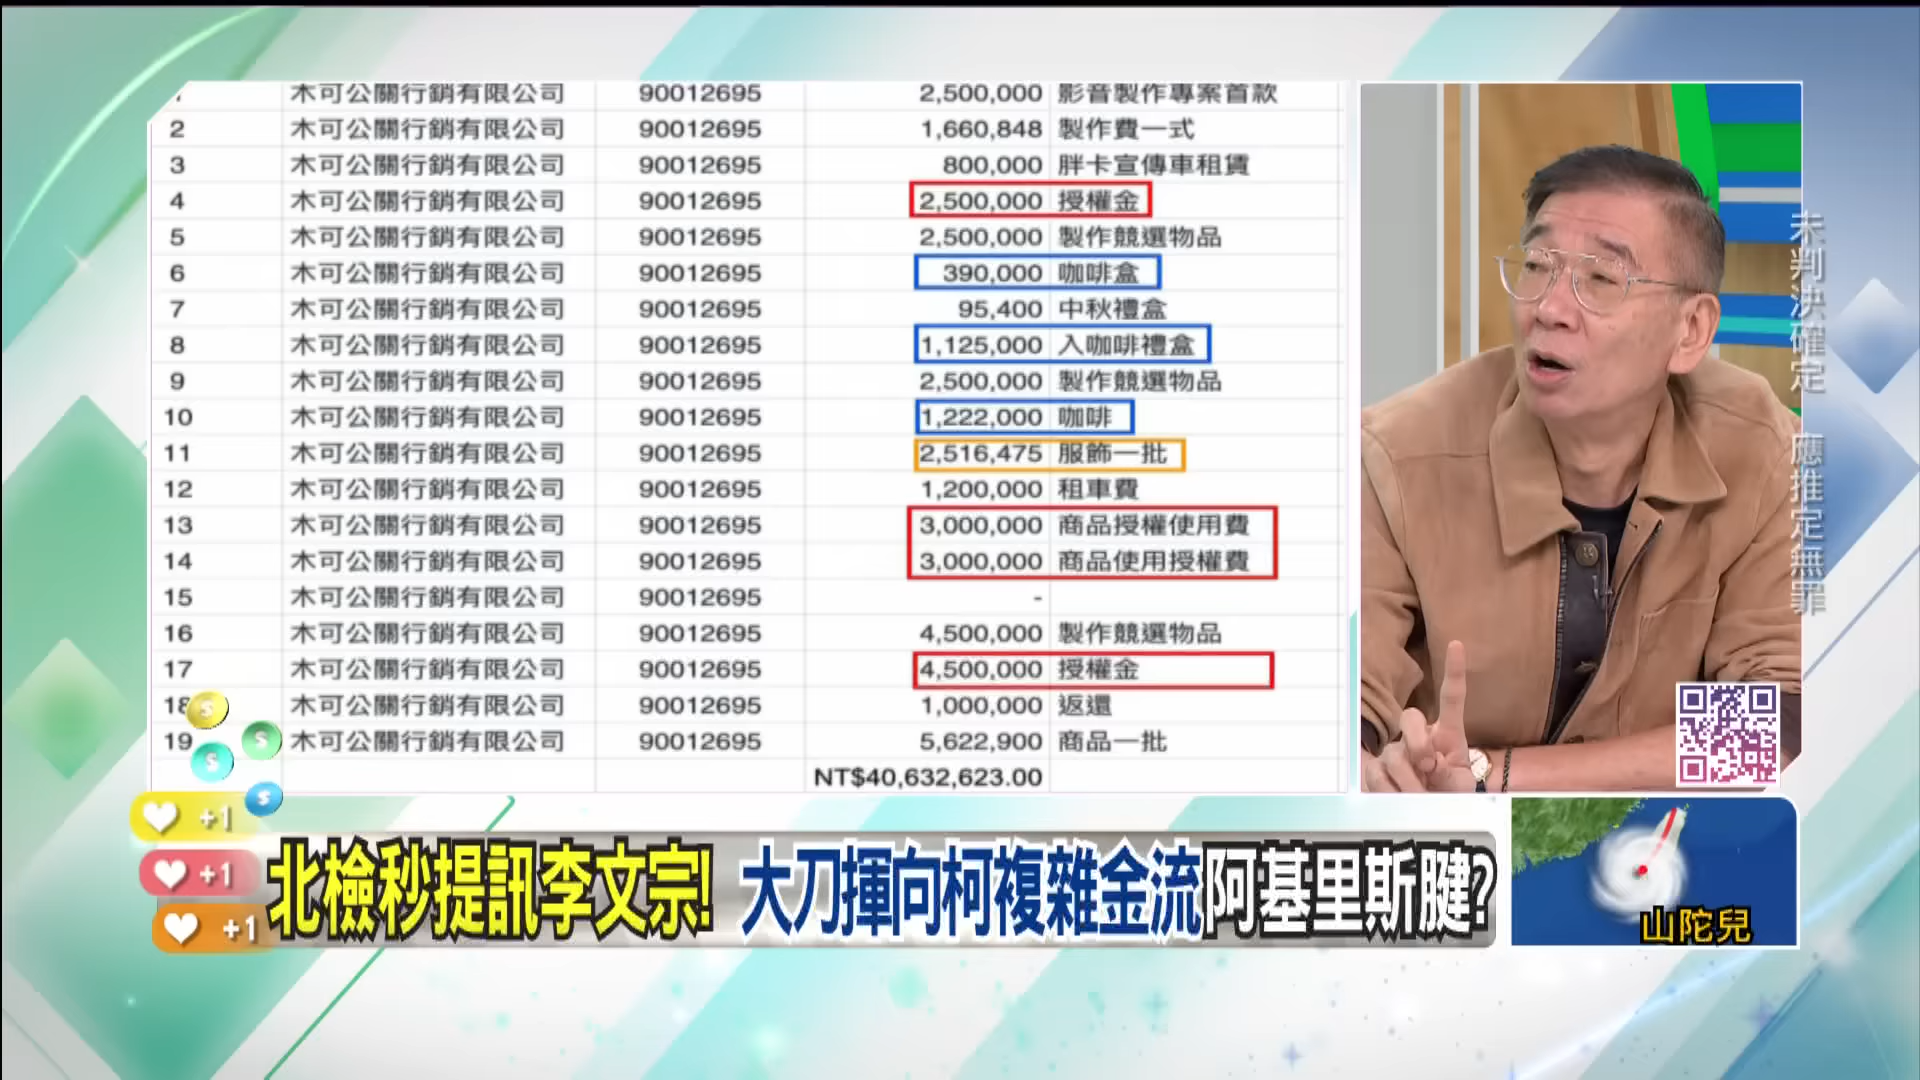 木可公關行銷有限公司 90012695 2,500,000 影音製作專案首款
2 木可公關行銷有限公司 90012695 1,660,848 製作費一式
3 木可公關行銷有限公司 90012695 800,000 胖卡宣傳車租賃
4 木可公關行銷有限公司 90012695 2,500,000 授權金
5 木可公關行銷有限公司 90012695 2,500,000 製作競選物品
6 木可公關行銷有限公司 90012695 390,000 咖啡盒
7 木可公關行銷有限公司 90012695 95,400 中秋禮盒
8 木可公關行銷有限公司 90012695 1,125,000 入咖啡禮盒
9 木可公關行銷有限公司 90012695 2,500,000 製作競選物品
10 木可公關行銷有限公司 90012695 1,222,000 咖啡
11 木可公關行銷有限公司 90012695 2,516,475 服飾一批
12 木可公關行銷有限公司 90012695 1,200,000 租車費
13 木可公關行銷有限公司 90012695 3,000,000 商品授權使用費
14 木可公關行銷有限公司 90012695 3,000,000 商品使用授權費
15 木可公關行銷有限公司 90012695 -
16 木可公關行銷有限公司 90012695 4,500,000 製作競選物品
17 木可公關行銷有限公司 90012695 4,500,000 授權金
18 木可公關行銷有限公司 90012695 1,000,000 返還
19 木可公關行銷有限公司 90012695 5,622,900 商品一批
NT$40,632,623.00
未判決確定 應推定無罪
+1
+1
+1
北檢秒提訊李文宗! 大刀揮向柯複雜金流阿基里斯腱?
山陀兒